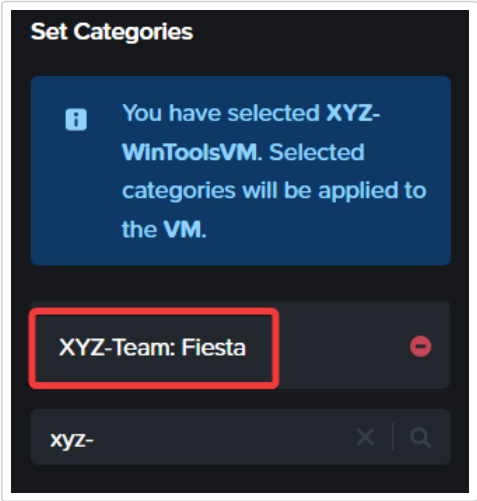 Set Categories
You have selected XYZ-
WinToolsVM. Selected
categories will be applied to
the VM.
XYZ-Team: Fiesta
xyz-